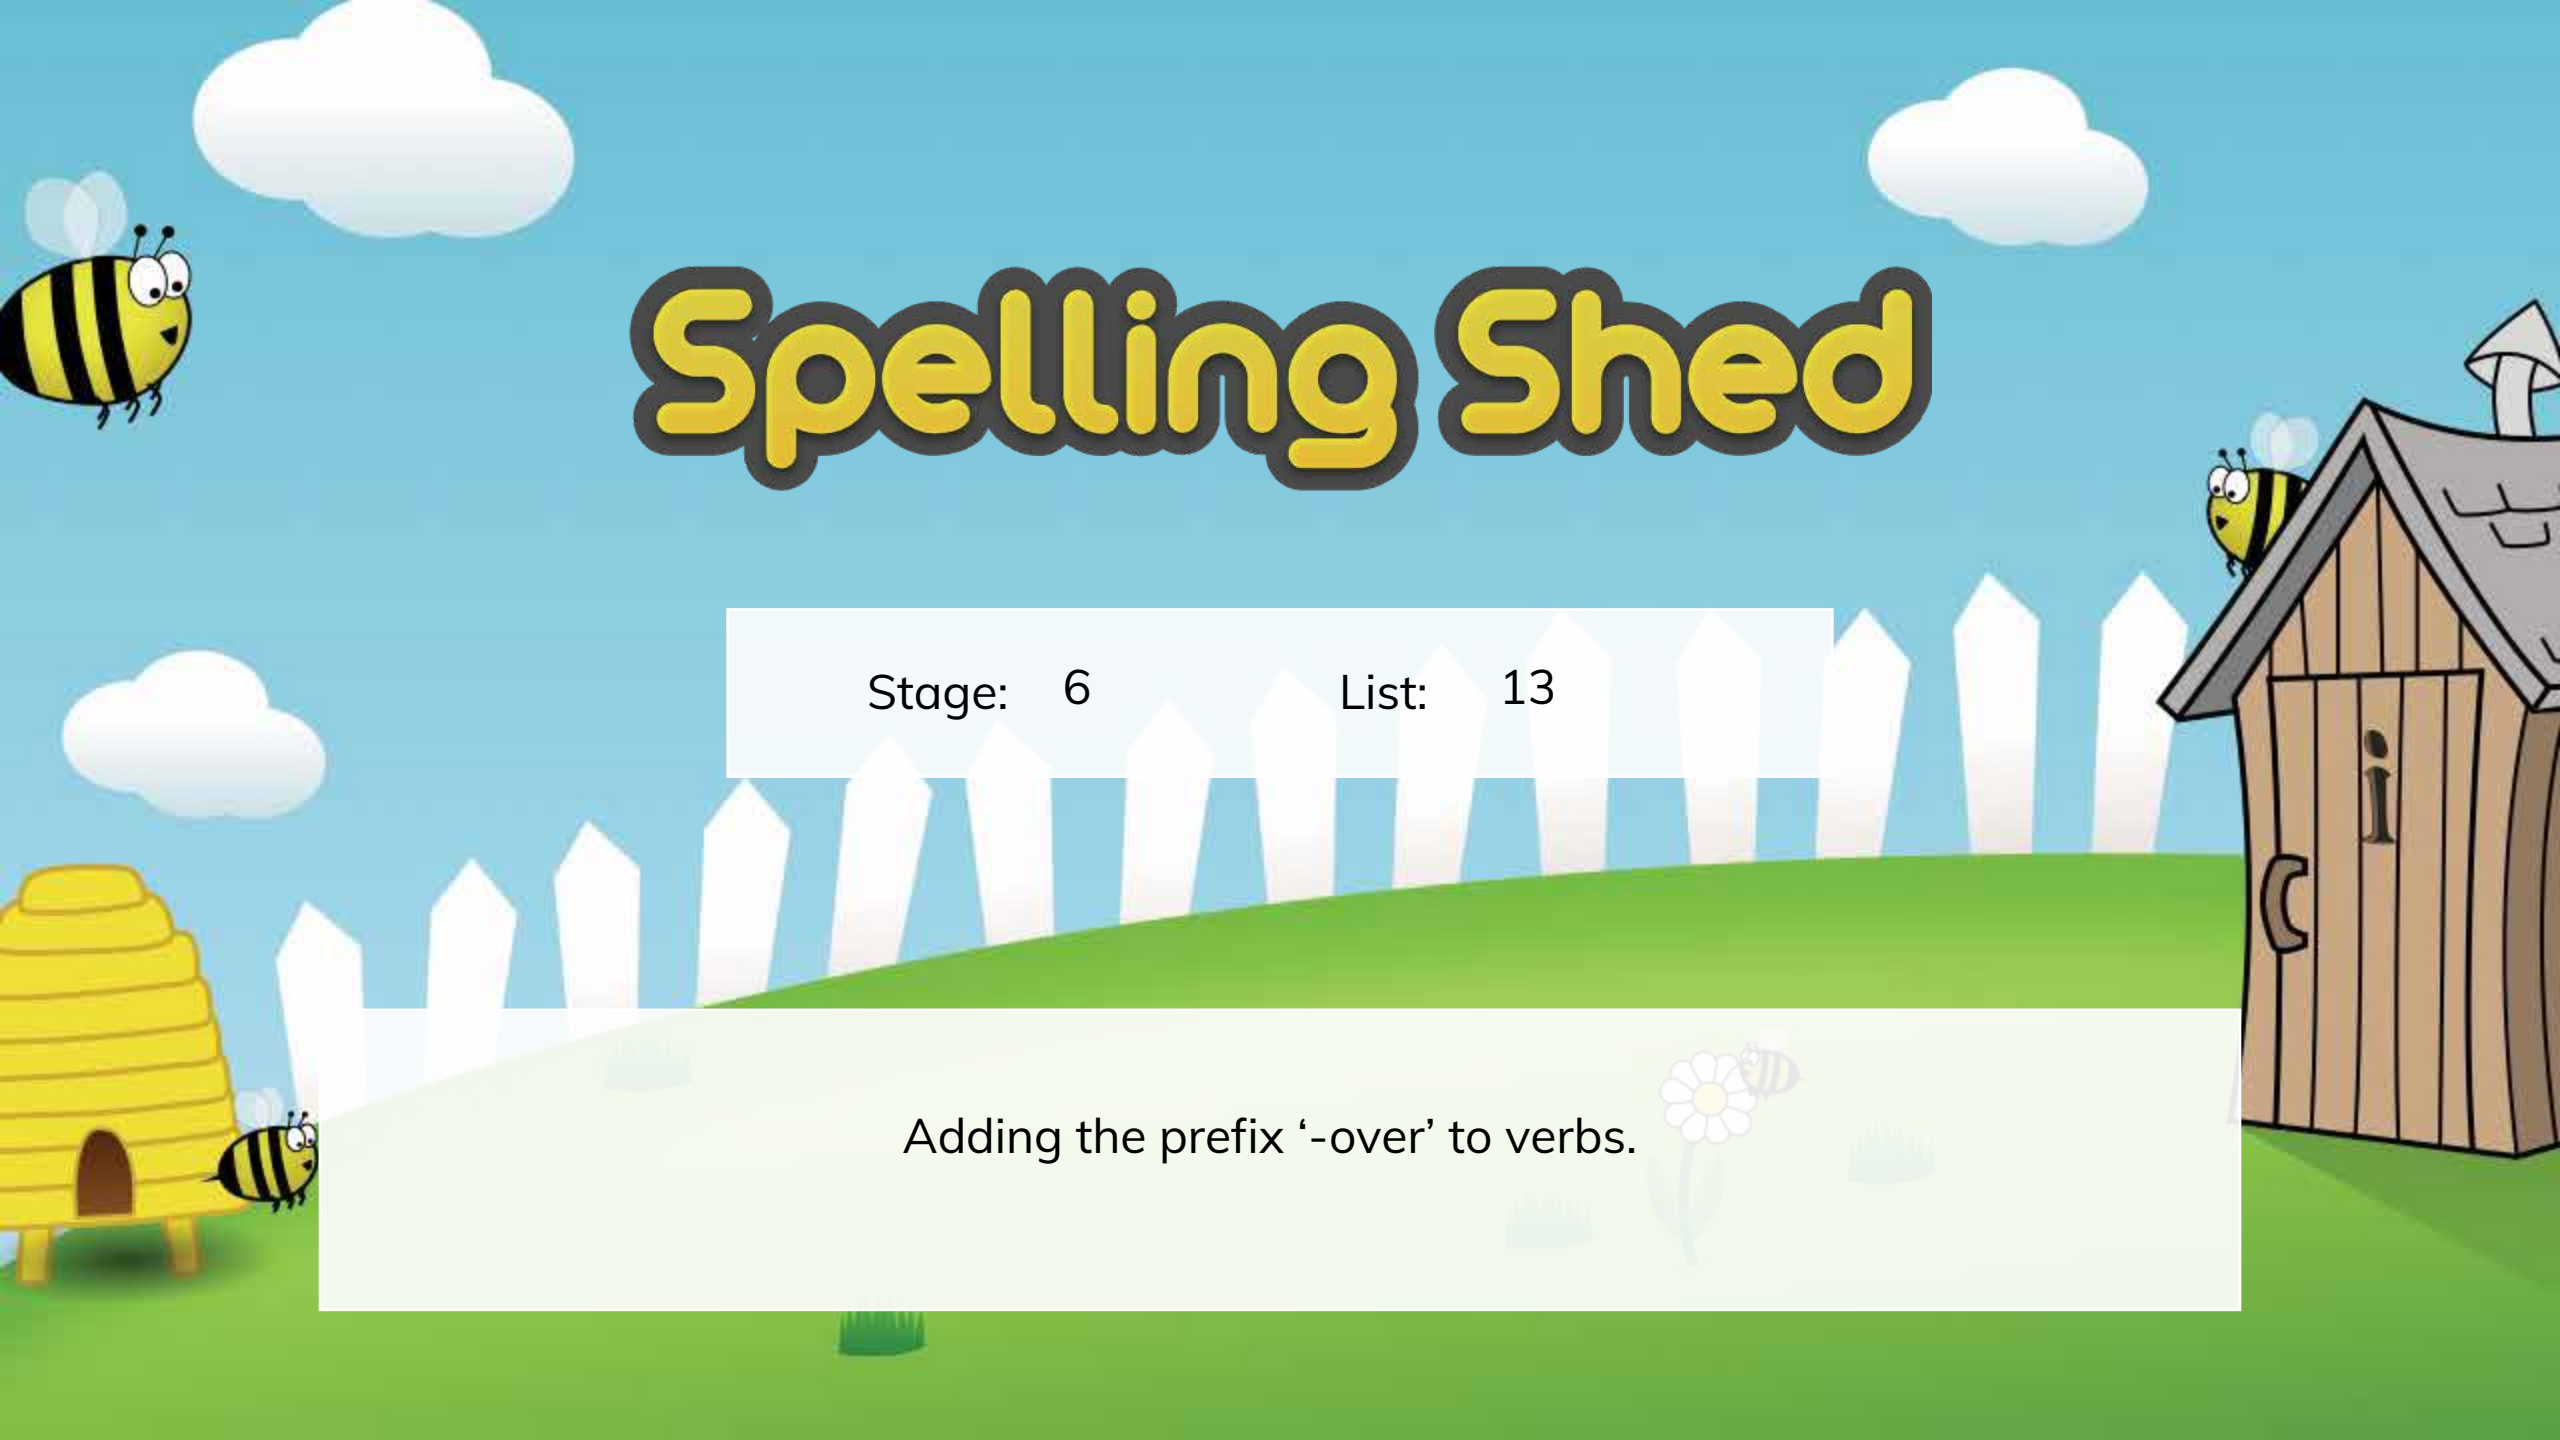 Spelling Shed
Stage: 6 List: 13
i
Adding the prefix ‘-over’ to verbs.